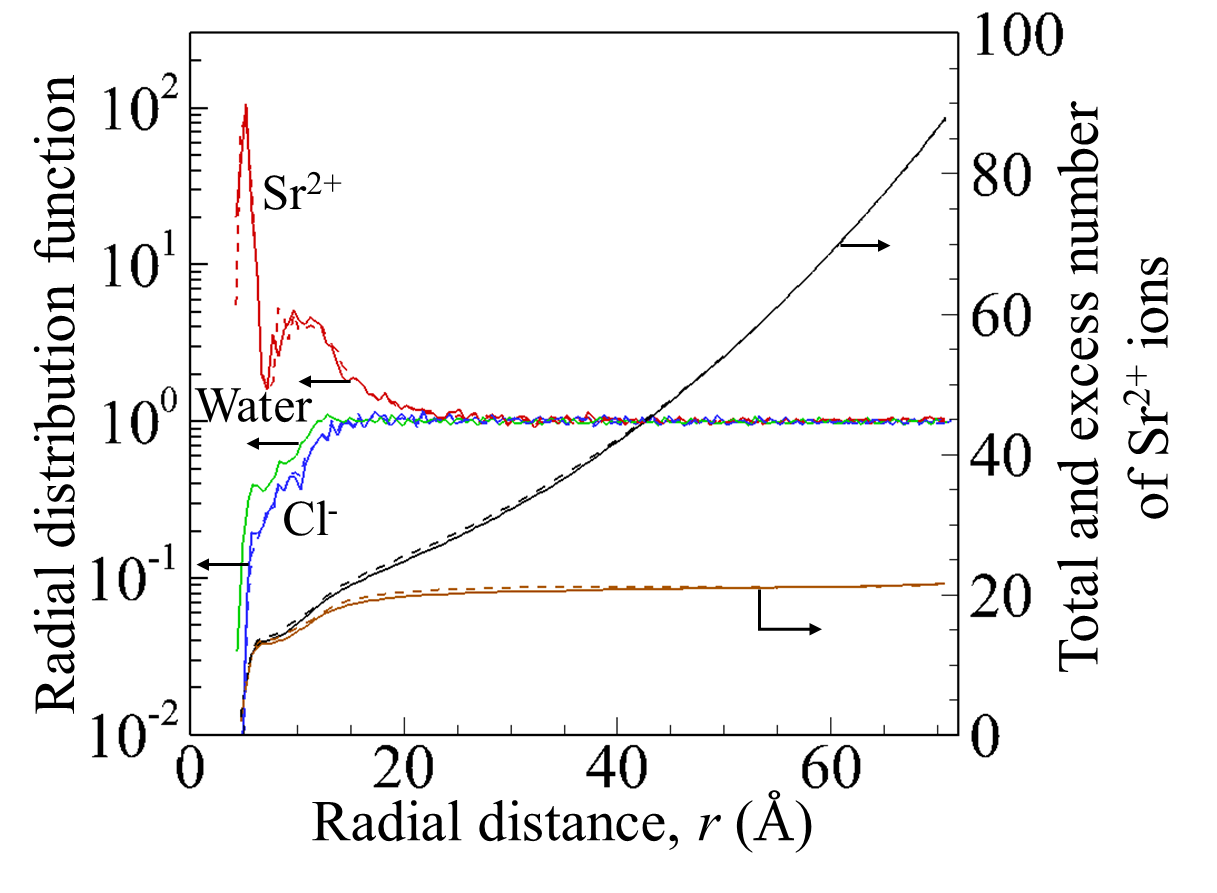 Radial distribution function
10²
10¹
10⁰
10⁻¹
10⁻²
Sr²⁺
Water
Cl⁻
0
20
40
60
Radial distance, r (Å)
100
80
60
40
20
0
Total and excess number
of Sr²⁺ ions